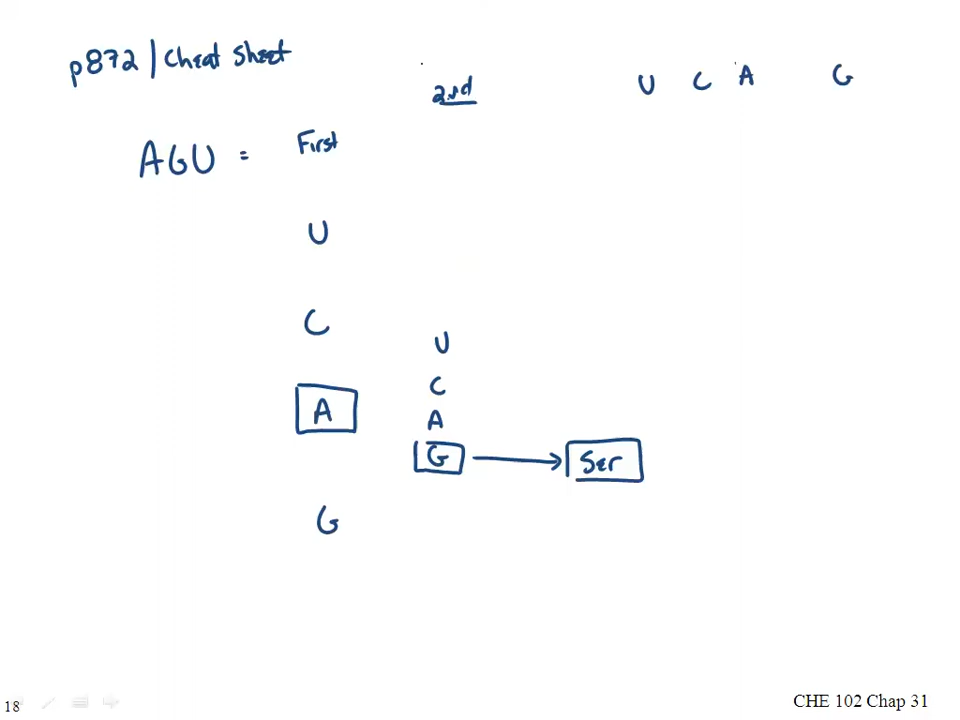 p872 | Cheat Sheet
2nd U C A G
AGU = First
U
C
U
C
A A
G → Ser
G
18 CHE 102 Chap 31